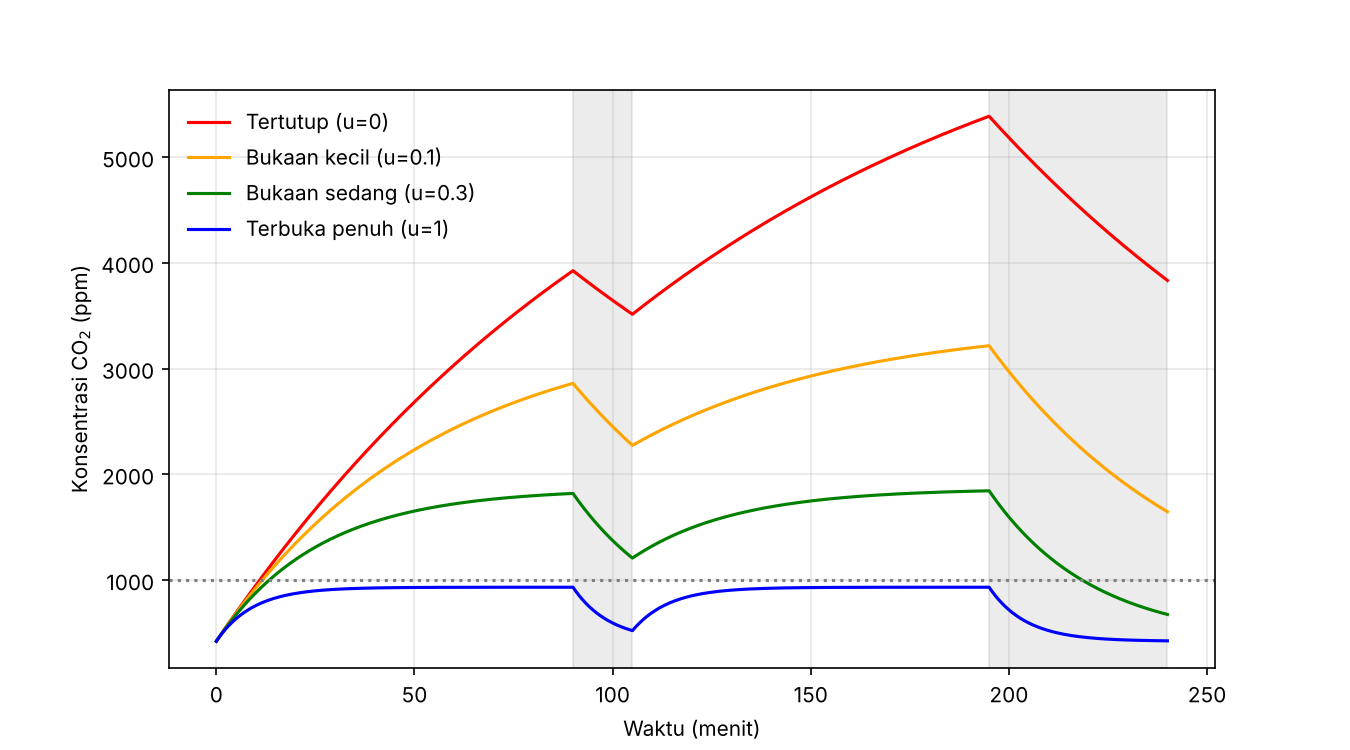 Tertutup (u=0)
Bukaan kecil (u=0.1)
Bukaan sedang (u=0.3)
Terbuka penuh (u=1)
Konsentrasi CO₂ (ppm)
5000
4000
3000
2000
1000
0 50 100 150 200 250
Waktu (menit)